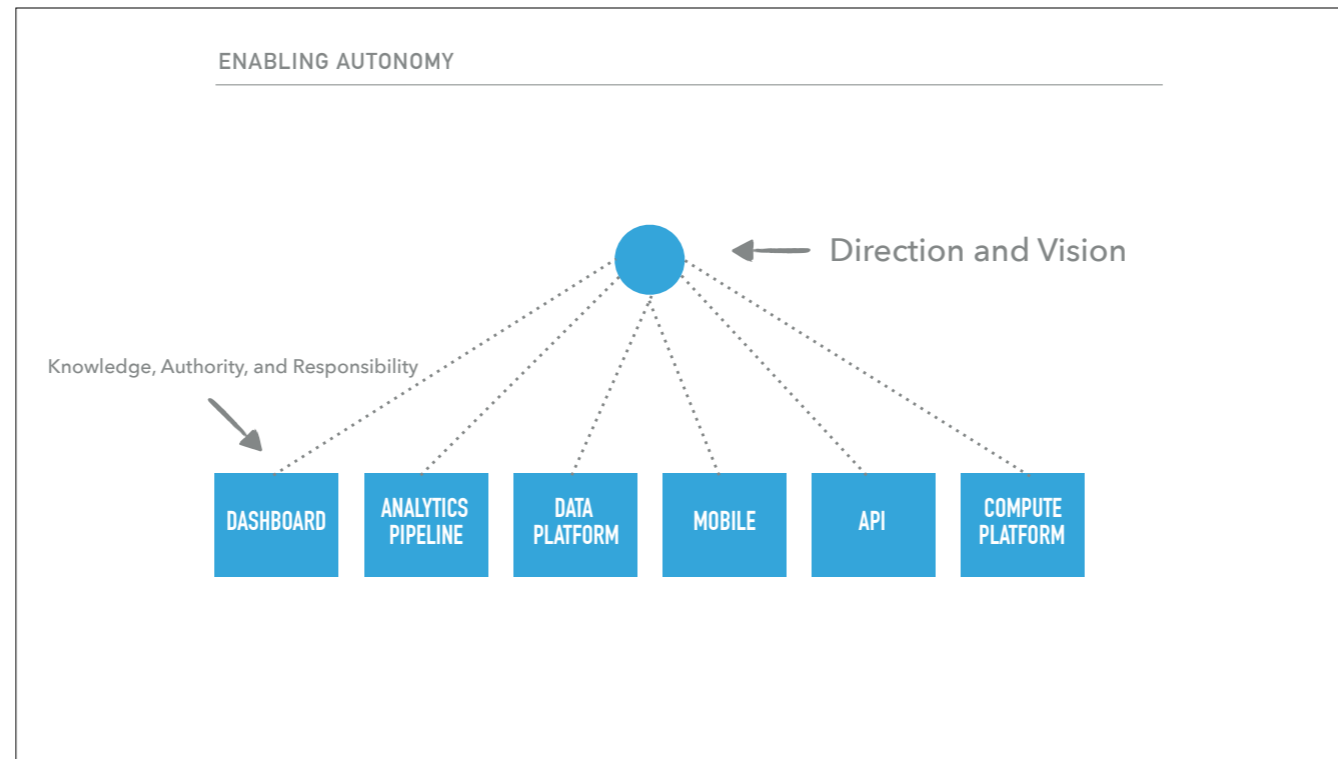 ENABLING AUTONOMY
Direction and Vision
Knowledge, Authority, and Responsibility
DASHBOARD
ANALYTICS
PIPELINE
DATA
PLATFORM
MOBILE
API
COMPUTE
PLATFORM